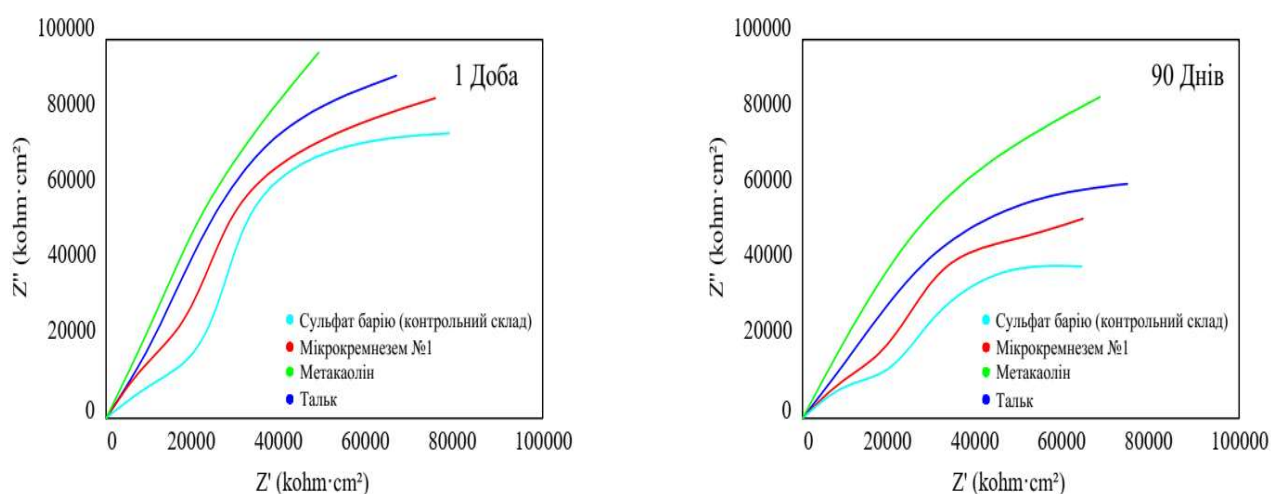 1 Доба
100000
80000
60000
40000
20000
0
Z'' (kohm·cm²)
Сульфат барію (контрольний склад)
Мікрокремнезем №1
Метакаолін
Тальк
0 20000 40000 60000 80000 100000
Z' (kohm·cm²)
90 Днів
100000
80000
60000
40000
20000
0
Z'' (kohm·cm²)
Сульфат барію (контрольний склад)
Мікрокремнезем №1
Метакаолін
Тальк
0 20000 40000 60000 80000 100000
Z' (kohm·cm²)